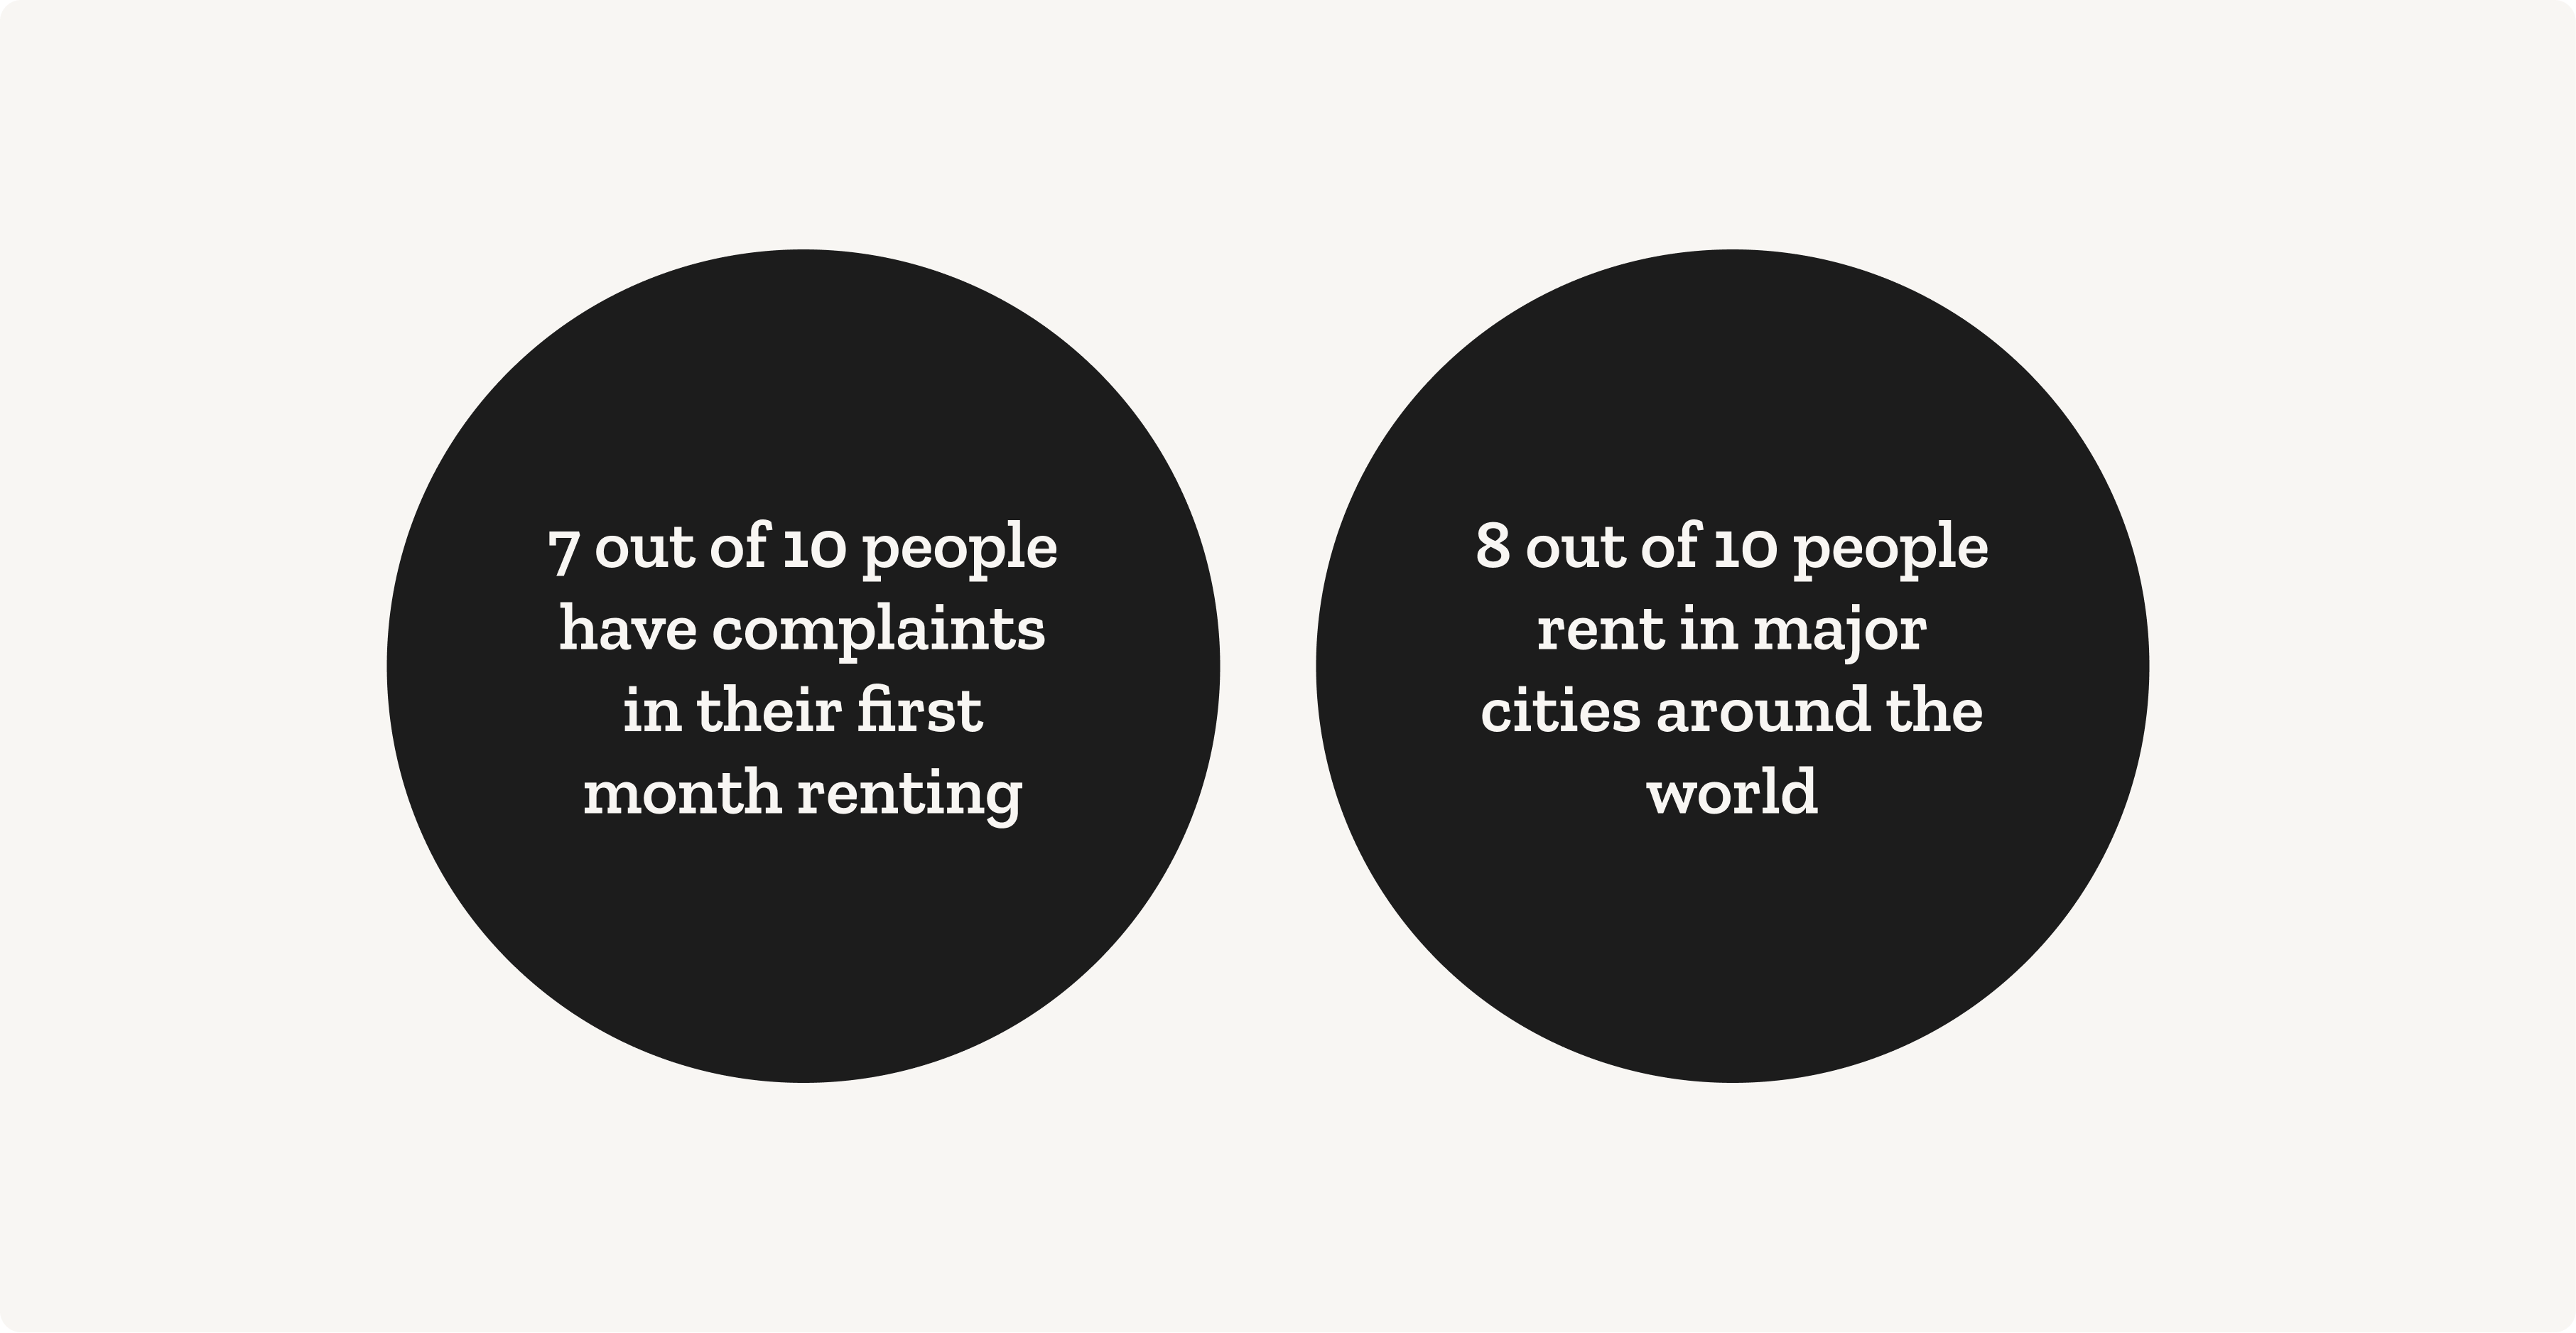 7 out of 10 people
have complaints
in their first
month renting
8 out of 10 people
rent in major
cities around the
world